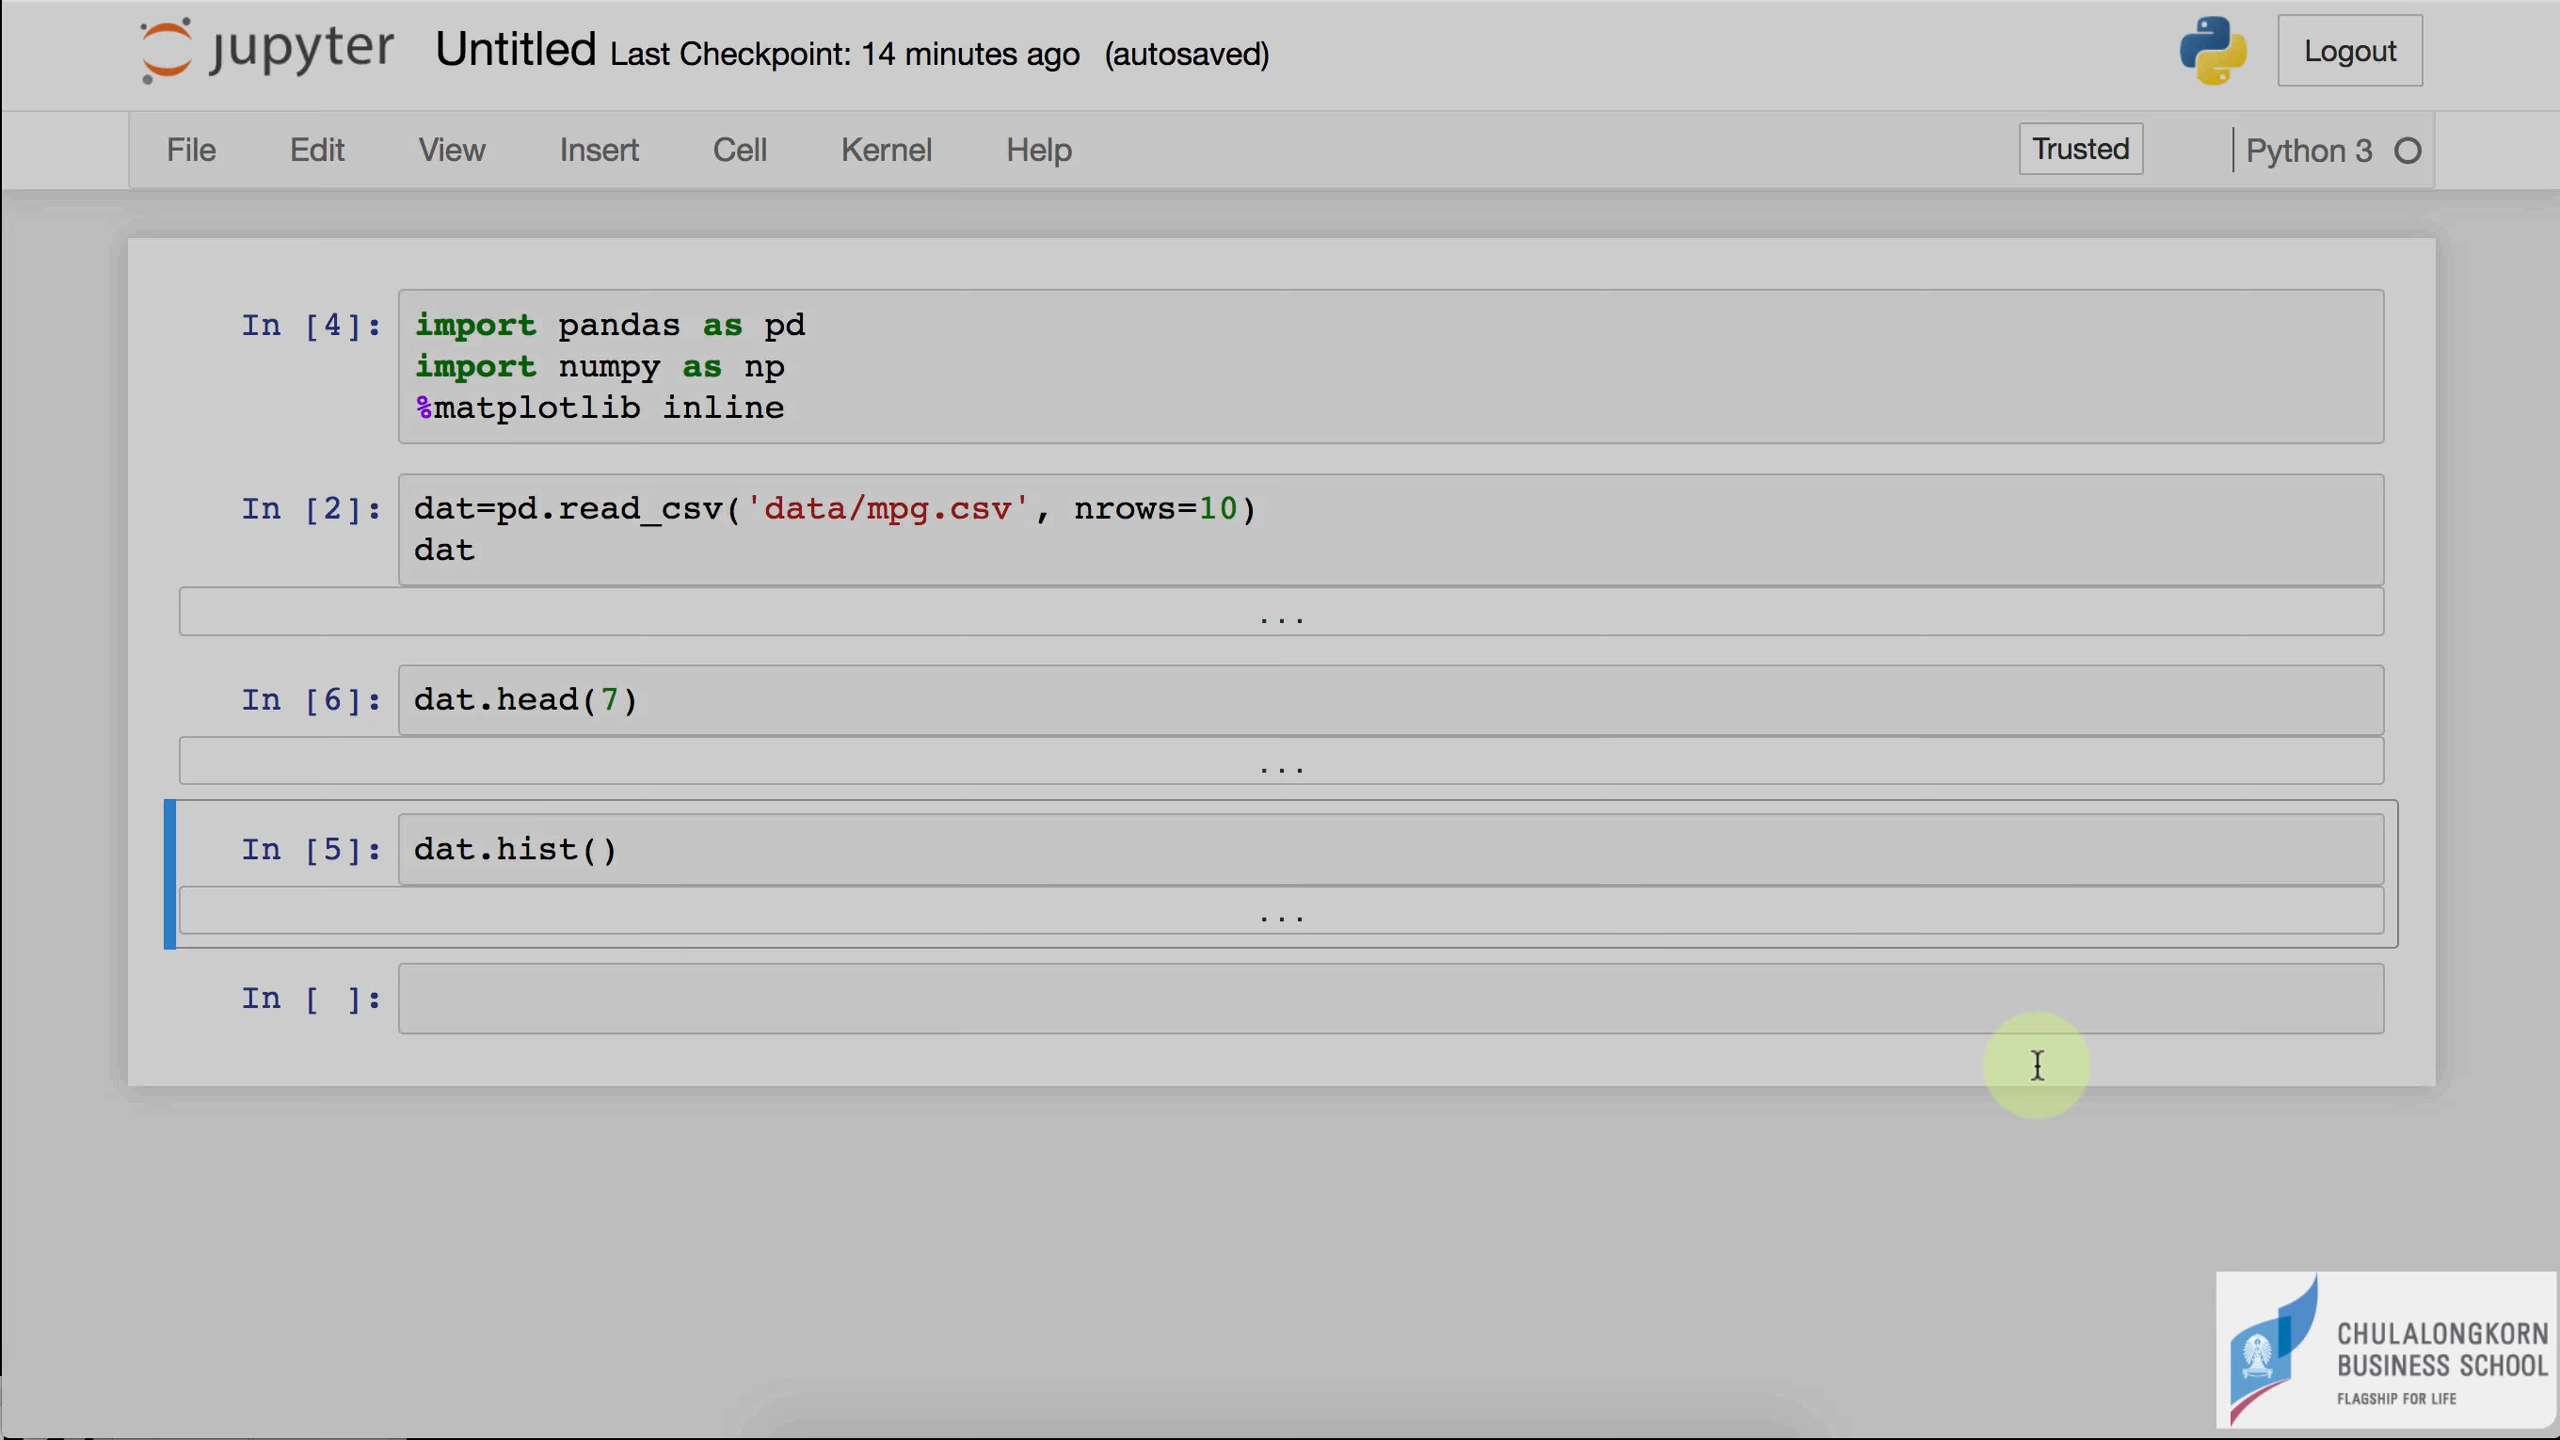 jupyter Untitled Last Checkpoint: 14 minutes ago (autosaved) Logout
File Edit View Insert Cell Kernel Help Trusted Python 3
In [4]: import pandas as pd
import numpy as np
%matplotlib inline
In [2]: dat=pd.read_csv('data/mpg.csv', nrows=10)
dat
...
In [6]: dat.head(7)
...
In [5]: dat.hist()
...
In [ ]:
CHULALONGKORN
BUSINESS SCHOOL
FLAGSHIP FOR LIFE